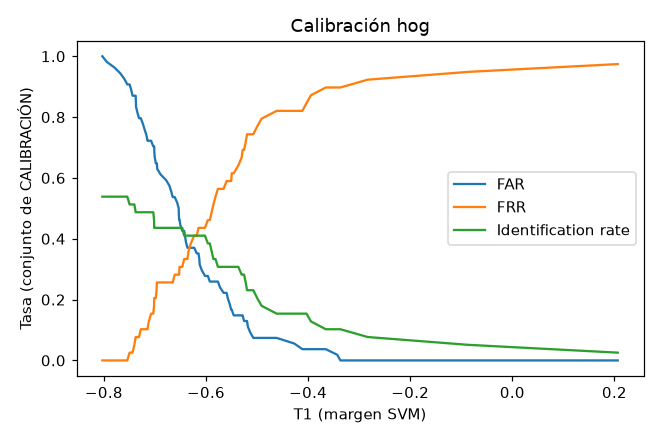 Calibración hog
Tasa (conjunto de CALIBRACIÓN)
1.0
0.8
0.6
0.4
0.2
0.0
FAR
FRR
Identification rate
−0.8 −0.6 −0.4 −0.2 0.0 0.2
T1 (margen SVM)